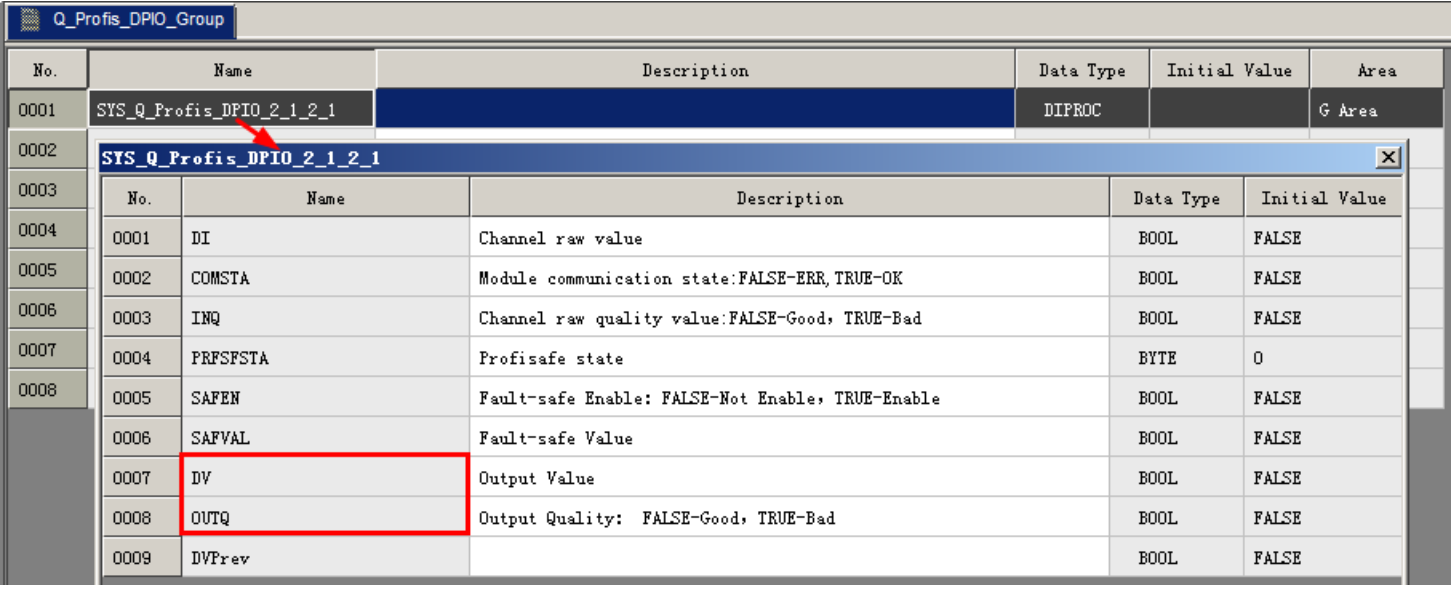 Q_Profis_DPIO_Group
No. Name Description Data Type Initial Value Area
0001 SYS_Q_Profis_DPIO_2_1_2_1 DIPROC G Area
0002
0003
0004
0005
0006
0007
0008
SYS_Q_Profis_DPIO_2_1_2_1
No. Name Description Data Type Initial Value
0001 DI Channel raw value BOOL FALSE
0002 COMSTA Module communication state:FALSE-ERR,TRUE-OK BOOL FALSE
0003 INQ Channel raw quality value:FALSE-Good, TRUE-Bad BOOL FALSE
0004 PRFSFSTA Profisafe state BYTE 0
0005 SAFEN Fault-safe Enable: FALSE-Not Enable, TRUE-Enable BOOL FALSE
0006 SAFVAL Fault-safe Value BOOL FALSE
0007 DV Output Value BOOL FALSE
0008 OUTQ Output Quality: FALSE-Good, TRUE-Bad BOOL FALSE
0009 DVPrev BOOL FALSE